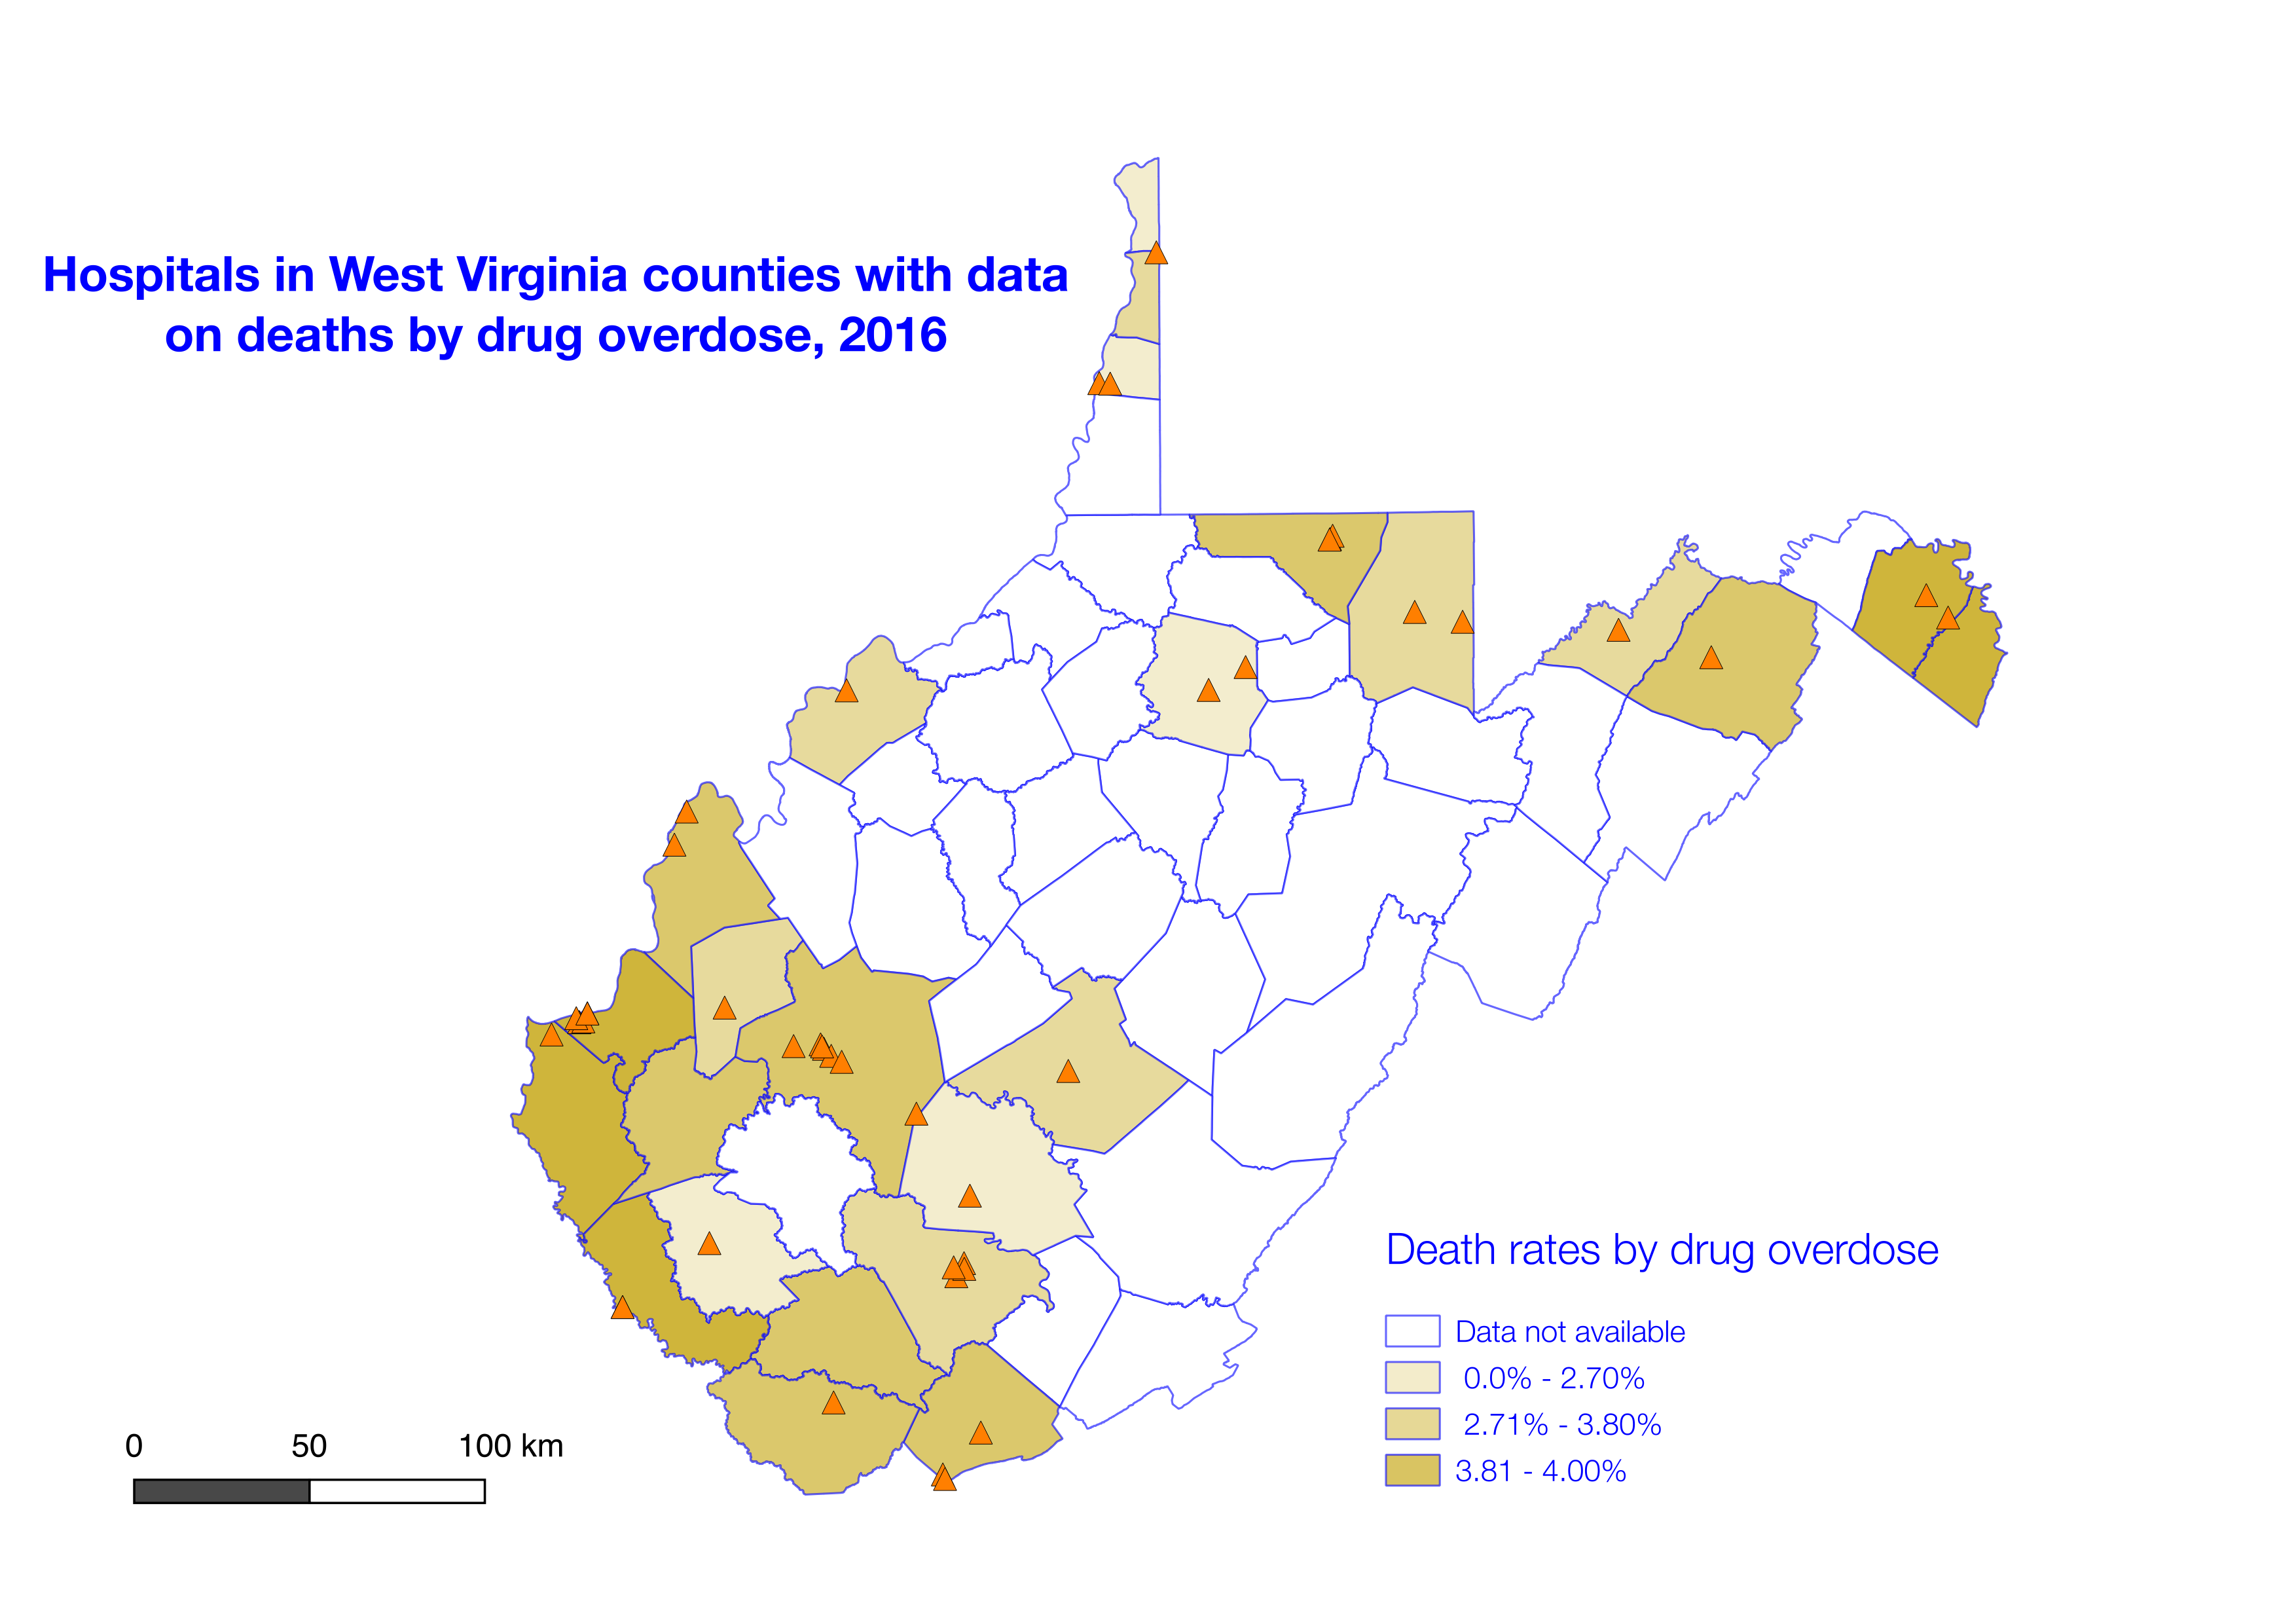 Hospitals in West Virginia counties with data
on deaths by drug overdose, 2016
Death rates by drug overdose
Data not available
0.0% - 2.70%
2.71% - 3.80%
3.81 - 4.00%
0 50 100 km